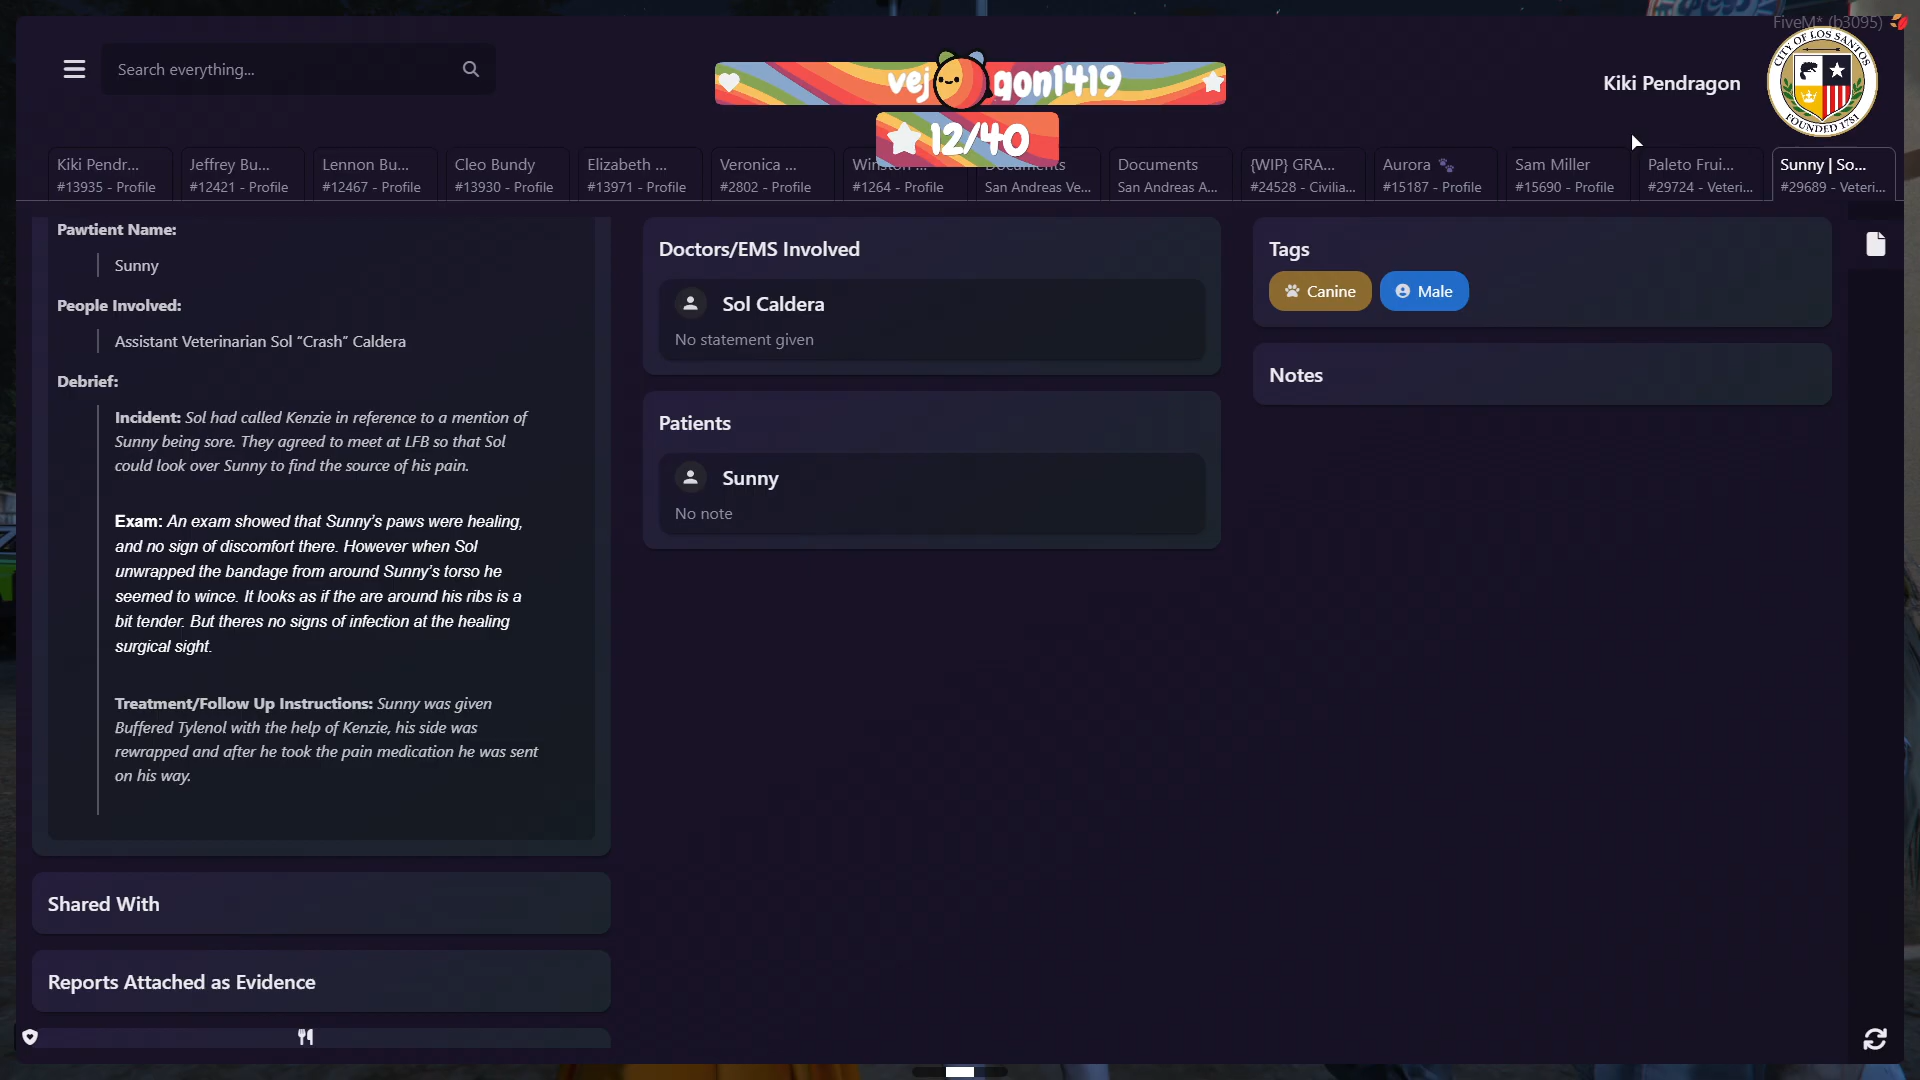 FiveM* (b3095)
Search everything...
vej gon1419
12/40
Kiki Pendragon
CITY OF LOS SANTOS
FOUNDED 1781
Kiki Pendr...
#13935 - Profile
Jeffrey Bu...
#12421 - Profile
Lennon Bu...
#12467 - Profile
Cleo Bundy
#13930 - Profile
Elizabeth ...
#13971 - Profile
Veronica ...
#2802 - Profile
#1264 - Profile
Documents
San Andreas Ve...
Documents
San Andreas A...
{WIP} GRA...
#24528 - Civilia...
Aurora 🐾
#15187 - Profile
Sam Miller
#15690 - Profile
Paleto Frui...
#29724 - Veteri...
Sunny | So...
#29689 - Veteri...
Pawtient Name:
Sunny
People Involved:
Assistant Veterinarian Sol “Crash” Caldera
Debrief:
Incident: Sol had called Kenzie in reference to a mention of
Sunny being sore. They agreed to meet at LFB so that Sol
could look over Sunny to find the source of his pain.
Exam: An exam showed that Sunny’s paws were healing,
and no sign of discomfort there. However when Sol
unwrapped the bandage from around Sunny’s torso he
seemed to wince. It looks as if the are around his ribs is a
bit tender. But theres no signs of infection at the healing
surgical sight.
Treatment/Follow Up Instructions: Sunny was given
Buffered Tylenol with the help of Kenzie, his side was
rewrapped and after he took the pain medication he was sent
on his way.
Shared With
Reports Attached as Evidence
Doctors/EMS Involved
Sol Caldera
No statement given
Patients
Sunny
No note
Tags
Canine
Male
Notes